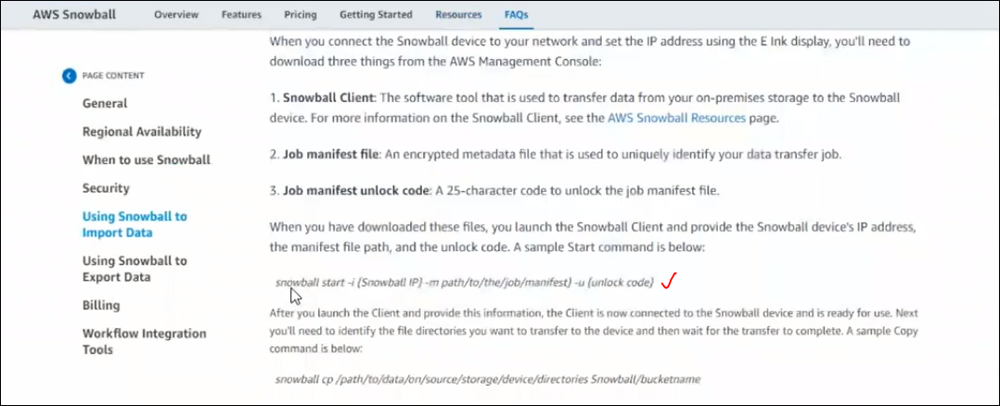 AWS Snowball Overview Features Pricing Getting Started Resources FAQs
PAGE CONTENT
General
Regional Availability
When to use Snowball
Security
Using Snowball to
Import Data
Using Snowball to
Export Data
Billing
Workflow Integration
Tools
When you connect the Snowball device to your network and set the IP address using the E Ink display, you'll need to
download three things from the AWS Management Console:
1. Snowball Client: The software tool that is used to transfer data from your on-premises storage to the Snowball
device. For more information on the Snowball Client, see the AWS Snowball Resources page.
2. Job manifest file: An encrypted metadata file that is used to uniquely identify your data transfer job.
3. Job manifest unlock code: A 25-character code to unlock the job manifest file.
When you have downloaded these files, you launch the Snowball Client and provide the Snowball device's IP address,
the manifest file path, and the unlock code. A sample Start command is below:
snowball start -i {Snowball IP} -m path/to/the/job/manifest} -u {unlock code}
After you launch the Client and provide this information, the Client is now connected to the Snowball device and is ready for use. Next
you'll need to identify the file directories you want to transfer to the device and then wait for the transfer to complete. A sample Copy
command is below:
snowball cp /path/to/data/on/source/storage/device/directories Snowball/bucketname